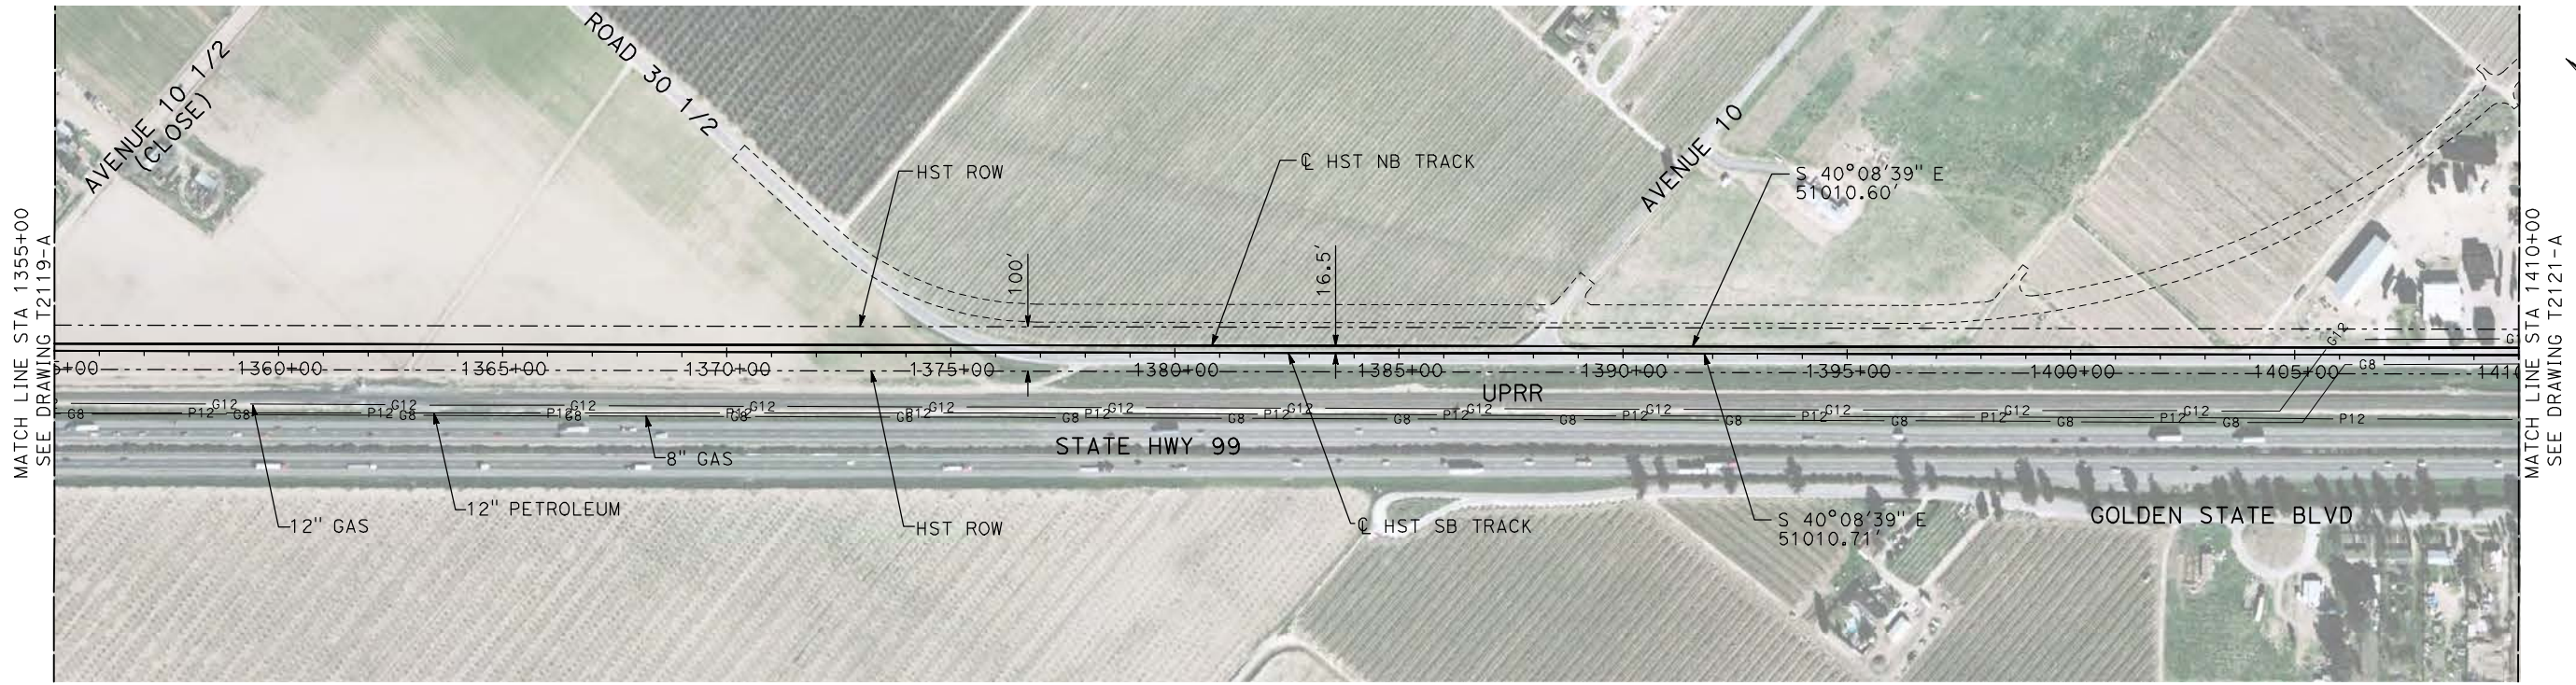 MATCH LINE STA 1355+00
SEE DRAWING T2119-A
AVENUE 10 1/2
(CLOSE)
ROAD 30 1/2
HST ROW
℄ HST NB TRACK
AVENUE 10
S 40°08'39" E
51010.60'
100'
16.5'
5+00
1360+00
1365+00
1370+00
1375+00
1380+00
1385+00
1390+00
1395+00
1400+00
1405+00
1410
G12
G8
P12
UPRR
STATE HWY 99
8" GAS
12" PETROLEUM
12" GAS
HST ROW
℄ HST SB TRACK
S 40°08'39" E
51010.71'
GOLDEN STATE BLVD
MATCH LINE STA 1410+00
SEE DRAWING T2121-A